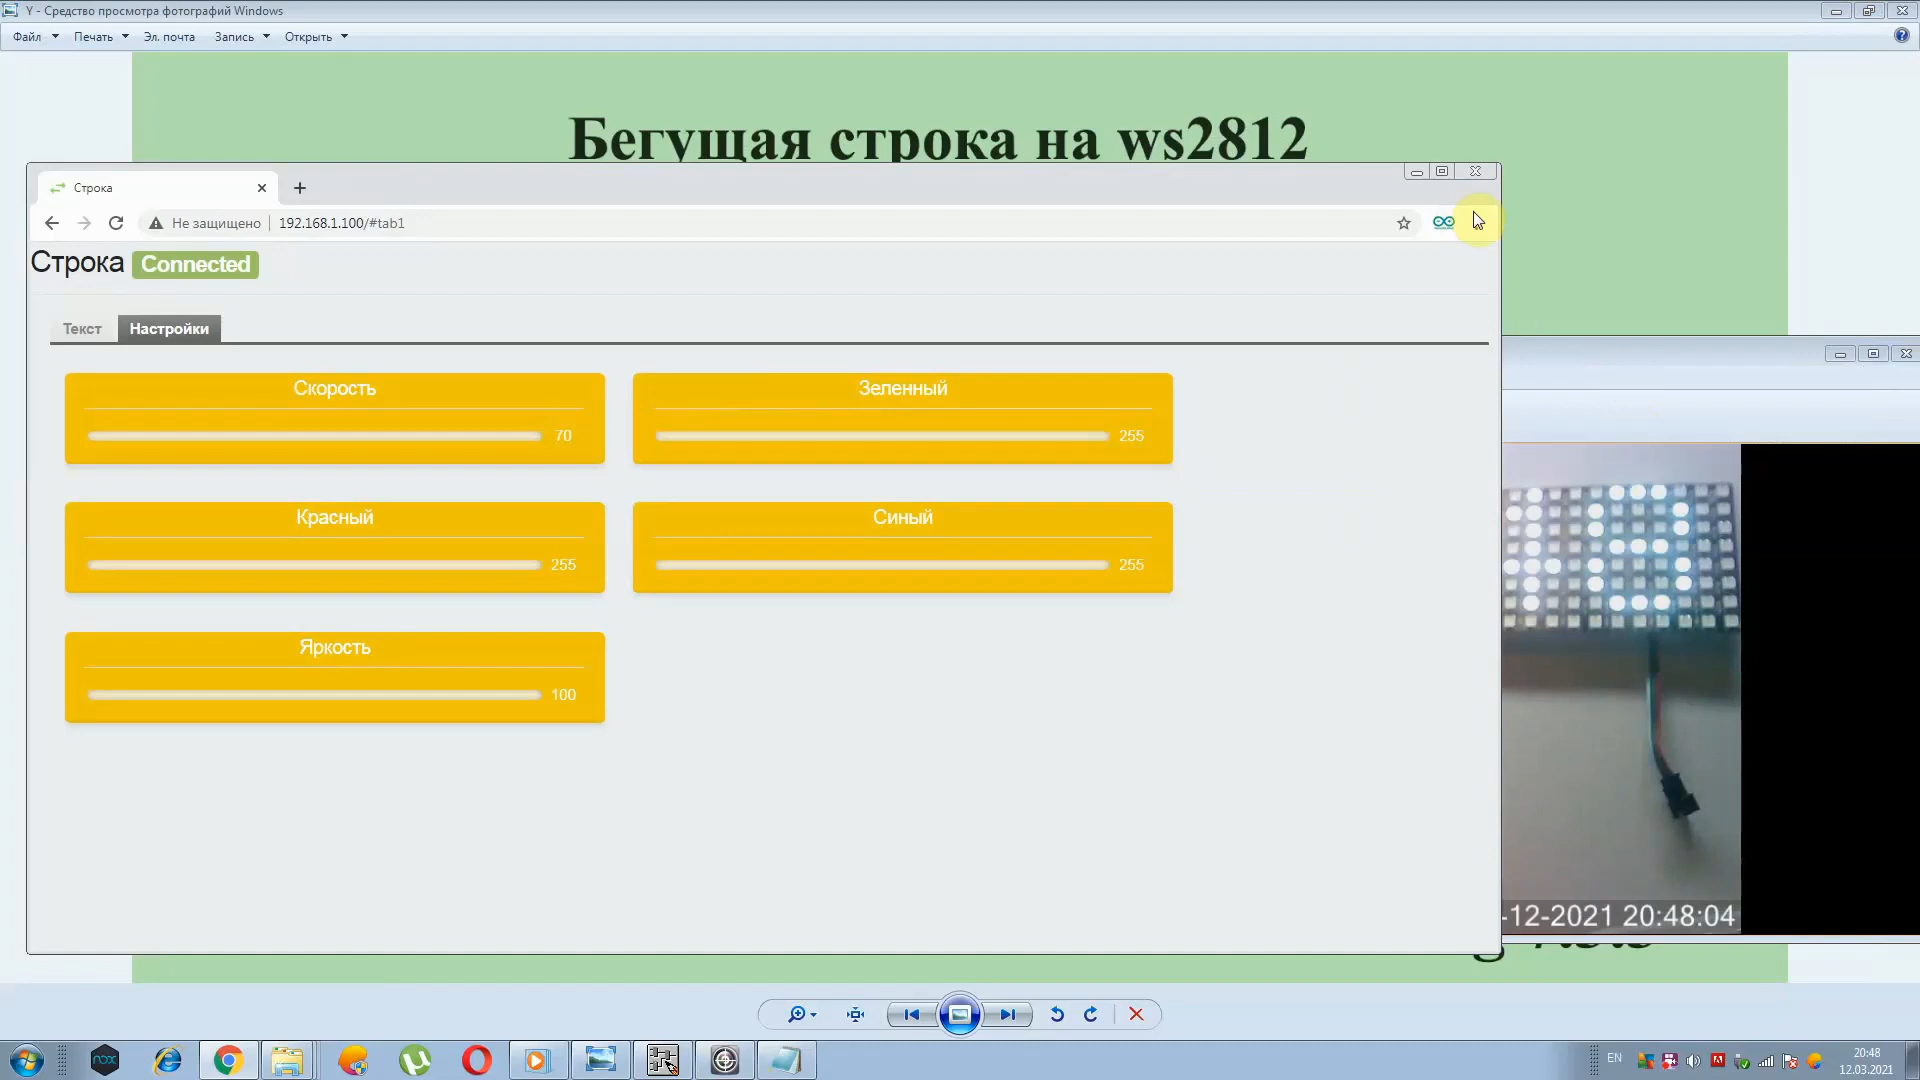 Y - Средство просмотра фотографий Windows
Файл Печать Эл. почта Запись Открыть
Бегущая строка на ws2812
Строка
Не защищено 192.168.1.100/#tab1
Строка Connected
Текст Настройки
Скорость
70
Зеленный
255
Красный
255
Синый
255
Яркость
100
-12-2021 20:48:04
nox
EN
20:48
12.03.2021